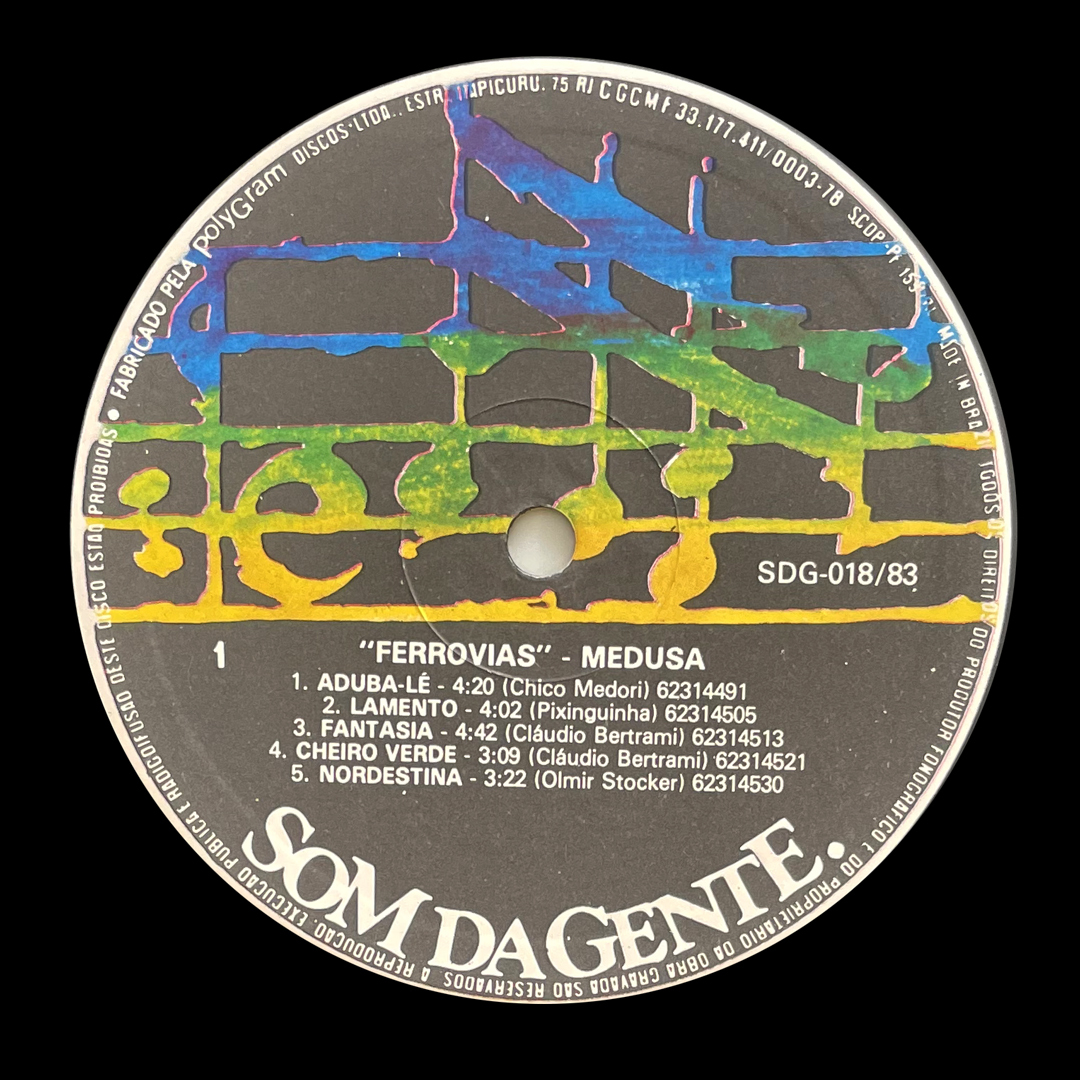 • FABRICADO PELA polyGram DISCOS·LTDA., ESTR. ITAPICURU. 75 RJ C G C M F 33.177.411/0003-78 SCDP-PF MADE IN BRAZIL TODOS OS DIREITOS DO PRODUTOR FONOGRÁFICO E DO PROPRIETÁRIO DA OBRA GRAVADA SÃO RESERVADOS A REPRODUÇÃO. EXECUÇÃO PÚBLICA E RADIODIFUSÃO DESTE DISCO ESTÃO PROIBIDAS
SDG-018/83
1
"FERROVIAS" - MEDUSA
1. ADUBA-LÊ - 4:20 (Chico Medori) 62314491
2. LAMENTO - 4:02 (Pixinguinha) 62314505
3. FANTASIA - 4:42 (Cláudio Bertrami) 62314513
4. CHEIRO VERDE - 3:09 (Cláudio Bertrami) 62314521
5. NORDESTINA - 3:22 (Olmir Stocker) 62314530
SOM DA GENTE.